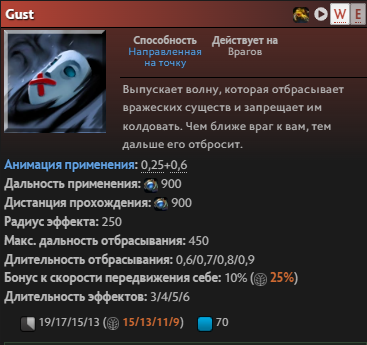 Gust W E
Способность Действует на
Направленная Врагов
на точку
Выпускает волну, которая отбрасывает
вражеских существ и запрещает им
колдовать. Чем ближе враг к вам, тем
дальше его отбросит.
Анимация применения: 0,25+0,6
Дальность применения: 900
Дистанция прохождения: 900
Радиус эффекта: 250
Макс. дальность отбрасывания: 450
Длительность отбрасывания: 0,6/0,7/0,8/0,9
Бонус к скорости передвижения себе: 10% (25%)
Длительность эффектов: 3/4/5/6
19/17/15/13 (15/13/11/9) 70